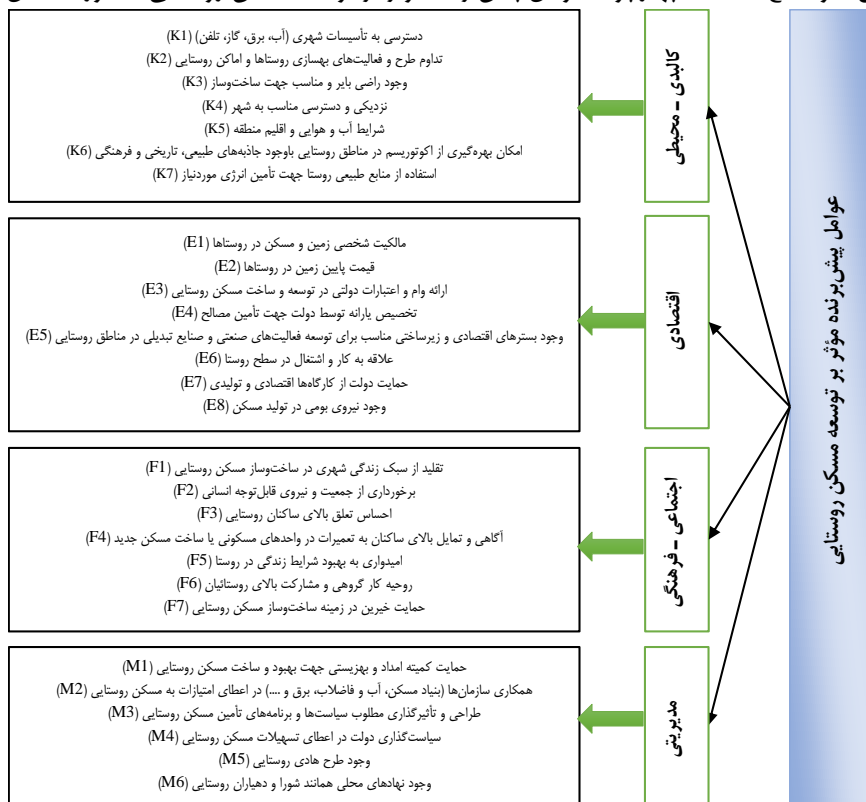 عوامل پیش‌برنده مؤثر بر توسعه مسکن روستایی
کالبدی - محیطی
دسترسی به تأسیسات شهری (آب، برق، گاز، تلفن) (K1)
تداوم طرح و فعالیت‌های بهسازی روستاها و اماکن روستایی (K2)
وجود راضی بایر و مناسب جهت ساخت‌وساز (K3)
نزدیکی و دسترسی مناسب به شهر (K4)
شرایط آب و هوایی و اقلیم منطقه (K5)
امکان بهره‌گیری از اکوتوریسم در مناطق روستایی باوجود جاذبه‌های طبیعی، تاریخی و فرهنگی (K6)
استفاده از منابع طبیعی روستا جهت تأمین انرژی موردنیاز (K7)
اقتصادی
مالکیت شخصی زمین و مسکن در روستاها (E1)
قیمت پایین زمین در روستاها (E2)
ارائه وام و اعتبارات دولتی در توسعه و ساخت مسکن روستایی (E3)
تخصیص یارانه توسط دولت جهت تأمین مصالح (E4)
وجود بسترهای اقتصادی و زیرساختی مناسب برای توسعه فعالیت‌های صنعتی و صنایع تبدیلی در مناطق روستایی (E5)
علاقه به کار و اشتغال در سطح روستا (E6)
حمایت دولت از کارگاه‌ها اقتصادی و تولیدی (E7)
وجود نیروی بومی در تولید مسکن (E8)
اجتماعی - فرهنگی
تقلید از سبک زندگی شهری در ساخت‌وساز مسکن روستایی (F1)
برخورداری از جمعیت و نیروی قابل‌توجه انسانی (F2)
احساس تعلق بالای ساکنان روستایی (F3)
آگاهی و تمایل بالای ساکنان به تعمیرات در واحدهای مسکونی یا ساخت مسکن جدید (F4)
امیدواری به بهبود شرایط زندگی در روستا (F5)
روحیه کار گروهی و مشارکت بالای روستائیان (F6)
حمایت خیرین در زمینه ساخت‌وساز مسکن روستایی (F7)
مدیریتی
حمایت کمیته امداد و بهزیستی جهت بهبود و ساخت مسکن روستایی (M1)
همکاری سازمان‌ها (بنیاد مسکن، آب و فاضلاب، برق و ....) در اعطای امتیازات به مسکن روستایی (M2)
طراحی و تأثیرگذاری مطلوب سیاست‌ها و برنامه‌های تأمین مسکن روستایی (M3)
سیاست‌گذاری دولت در اعطای تسهیلات مسکن روستایی (M4)
وجود طرح هادی روستایی (M5)
وجود نهادهای محلی همانند شورا و دهیاران روستایی (M6)